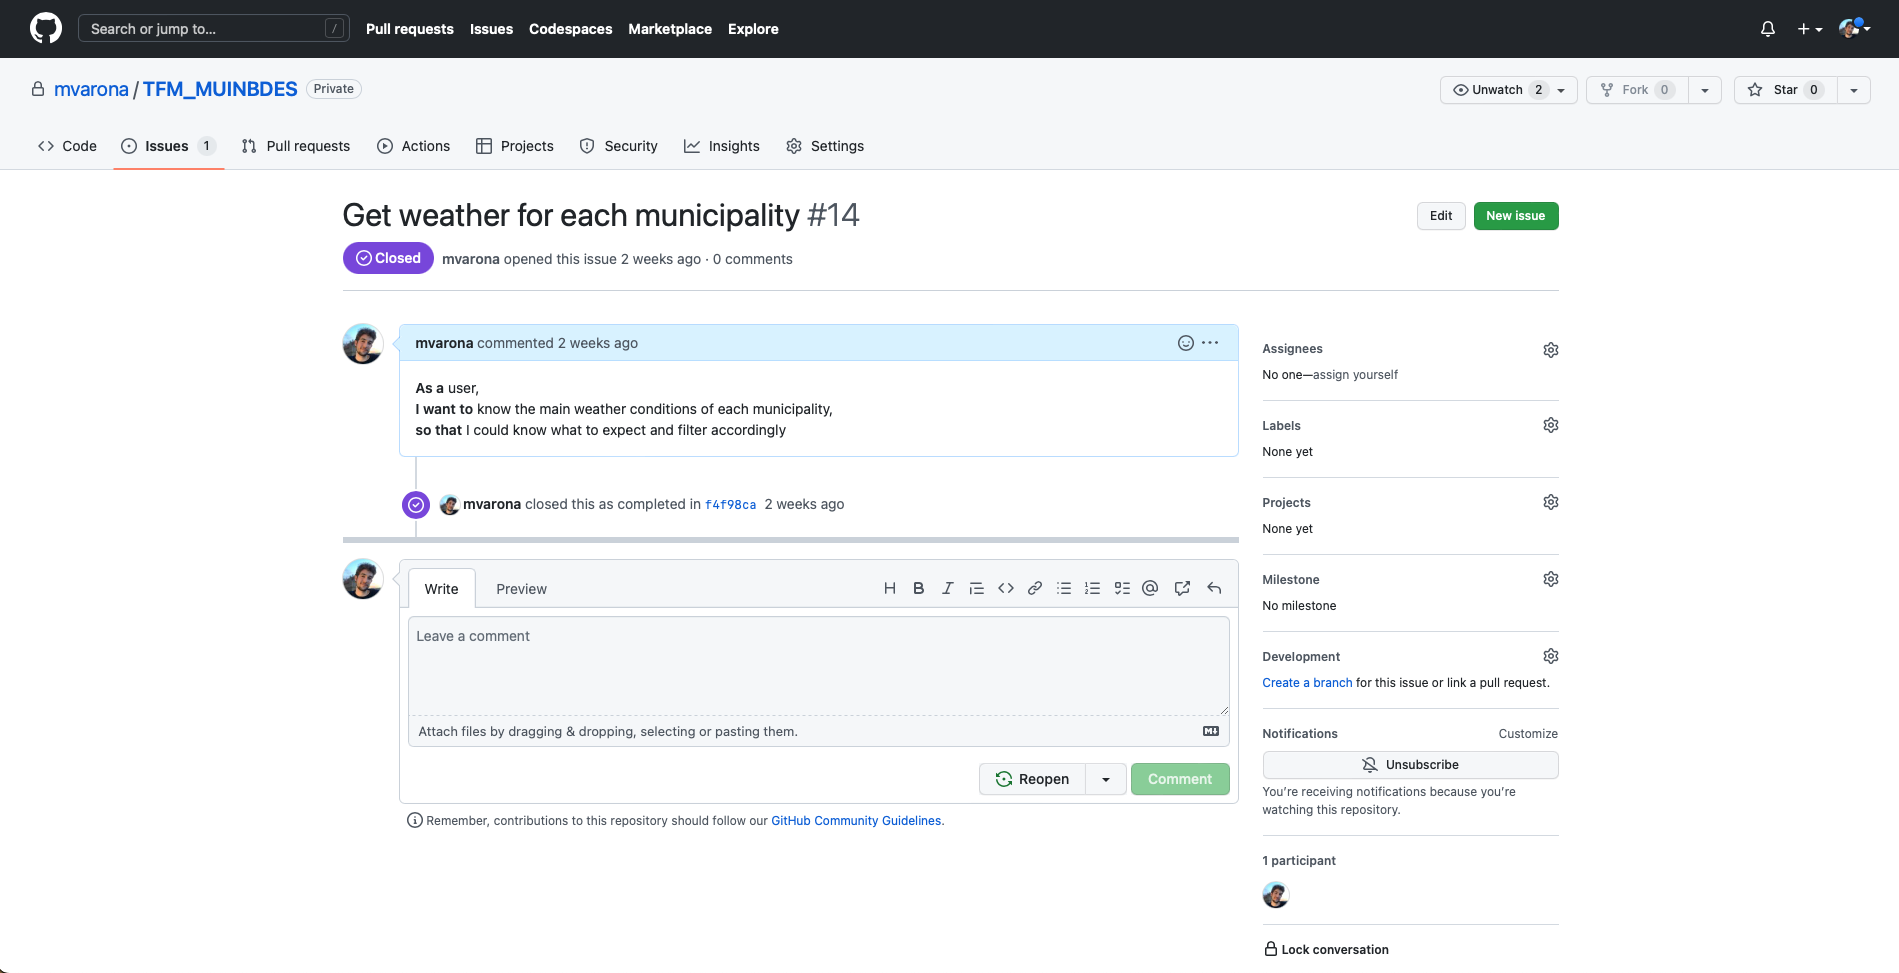 Search or jump to... /
Pull requests Issues Codespaces Marketplace Explore
mvarona / TFM_MUINBDES Private
Unwatch 2 Fork 0 Star 0
Code Issues 1 Pull requests Actions Projects Security Insights Settings
Get weather for each municipality #14
Edit New issue
Closed mvarona opened this issue 2 weeks ago · 0 comments
mvarona commented 2 weeks ago
As a user,
I want to know the main weather conditions of each municipality,
so that I could know what to expect and filter accordingly
mvarona closed this as completed in f4f98ca 2 weeks ago
Write Preview
Leave a comment
Attach files by dragging & dropping, selecting or pasting them.
Reopen Comment
Remember, contributions to this repository should follow our GitHub Community Guidelines.
Assignees
No one—assign yourself
Labels
None yet
Projects
None yet
Milestone
No milestone
Development
Create a branch for this issue or link a pull request.
Notifications Customize
Unsubscribe
You’re receiving notifications because you’re
watching this repository.
1 participant
Lock conversation